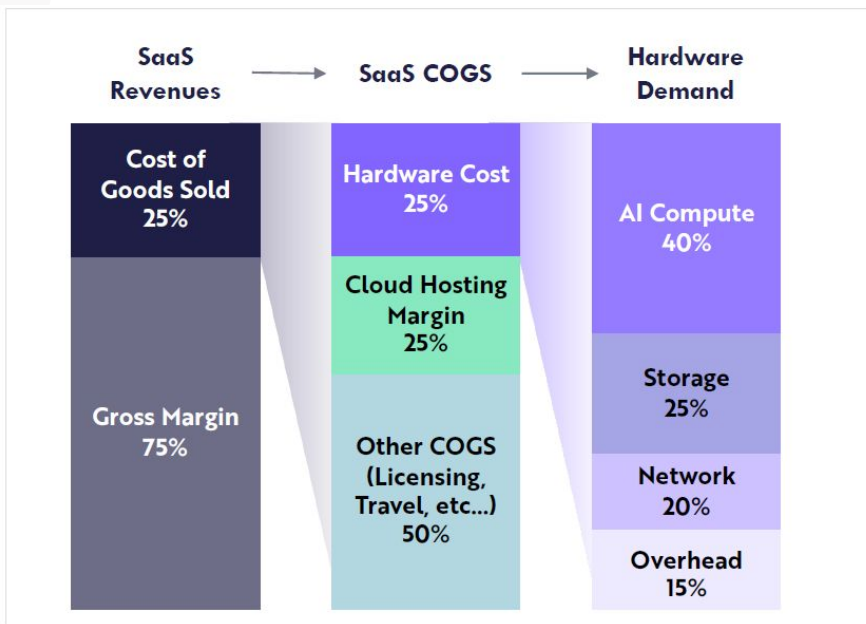 SaaS
Revenues
SaaS COGS
Hardware
Demand
Cost of
Goods Sold
25%
Gross Margin
75%
Hardware Cost
25%
Cloud Hosting
Margin
25%
Other COGS
(Licensing,
Travel, etc...)
50%
AI Compute
40%
Storage
25%
Network
20%
Overhead
15%